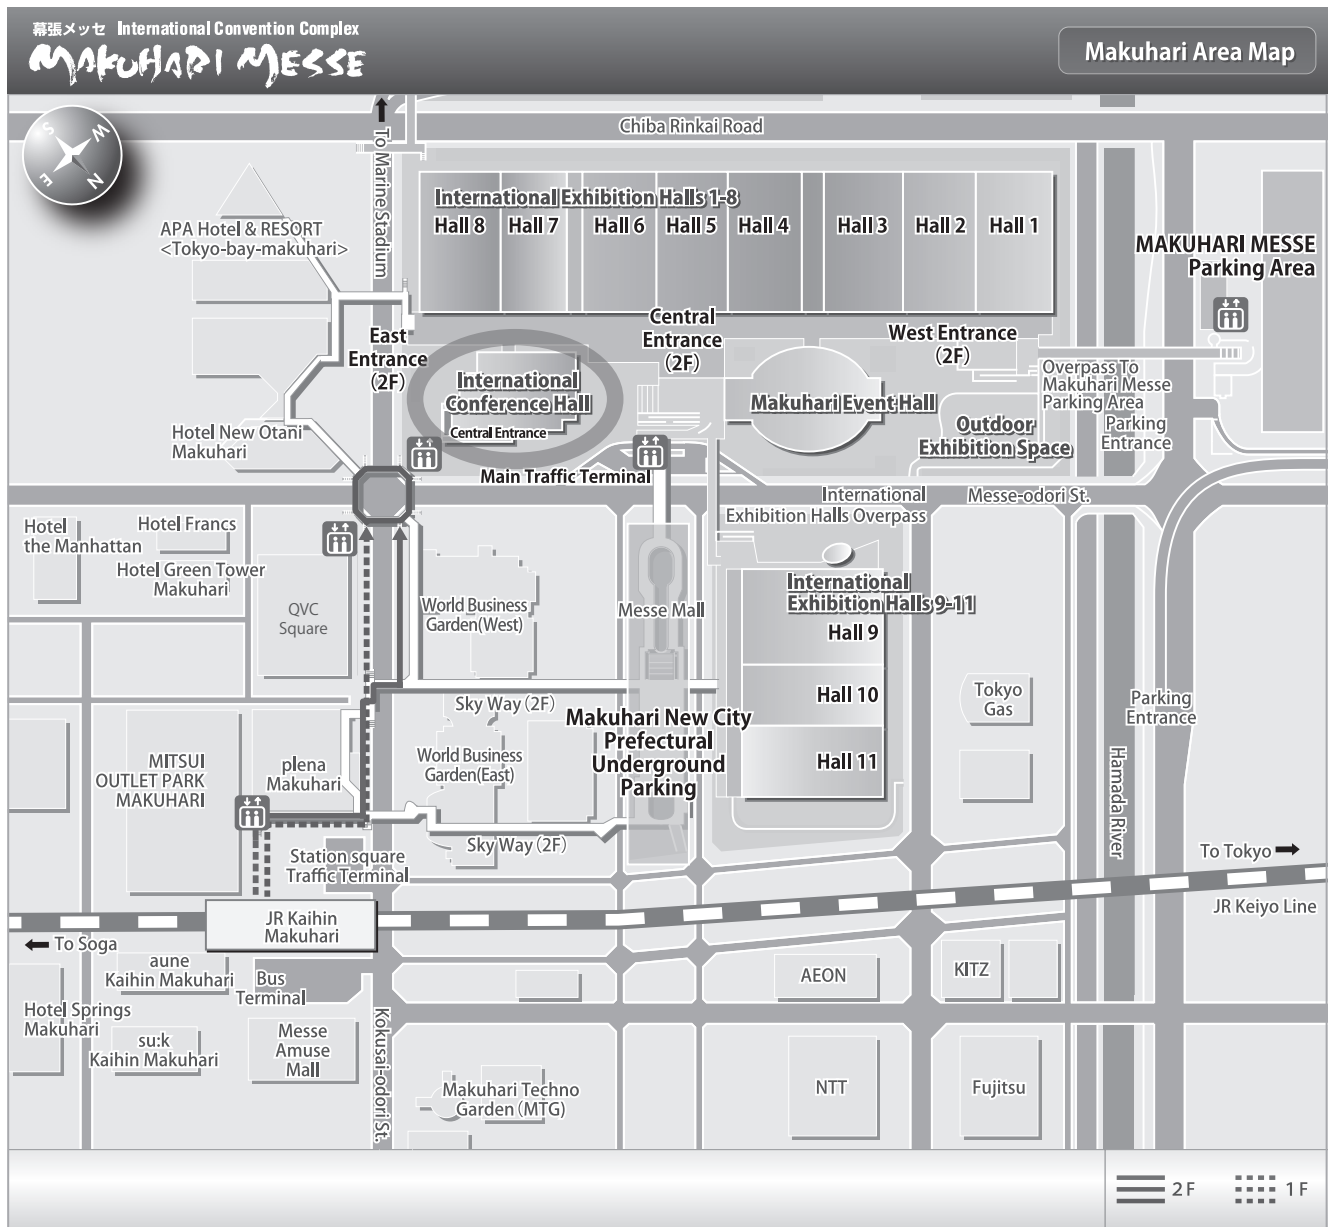 幕張メッセ International Convention Complex
MAKUHARI MESSE
Makuhari Area Map
S
W
E
N
To Marine Stadium
Chiba Rinkai Road
International Exhibition Halls 1-8
Hall 8
Hall 7
Hall 6
Hall 5
Hall 4
Hall 3
Hall 2
Hall 1
MAKUHARI MESSE
Parking Area
APA Hotel & RESORT
<Tokyo-bay-makuhari>
East
Entrance
(2F)
Central
Entrance
(2F)
West Entrance
(2F)
International
Conference Hall
Central Entrance
Makuhari Event Hall
Outdoor
Exhibition Space
Overpass To
Makuhari Messe
Parking Area
Parking
Entrance
Hotel New Otani
Makuhari
Main Traffic Terminal
International
Exhibition Halls Overpass
Messe-odori St.
Hotel
the Manhattan
Hotel Francs
Hotel Green Tower
Makuhari
QVC
Square
World Business
Garden(West)
Messe Mall
International
Exhibition Halls 9-11
Hall 9
Hall 10
Hall 11
Tokyo
Gas
Parking
Entrance
Sky Way (2F)
Makuhari New City
Prefectural
Underground
Parking
World Business
Garden(East)
MITSUI
OUTLET PARK
MAKUHARI
plena
Makuhari
Sky Way (2F)
Station square
Traffic Terminal
Hamada River
To Tokyo
JR Keiyo Line
JR Kaihin
Makuhari
To Soga
aune
Kaihin Makuhari
Bus
Terminal
AEON
KITZ
Hotel Springs
Makuhari
su:k
Kaihin Makuhari
Messe
Amuse
Mall
Kokusai-odori St.
Makuhari Techno
Garden (MTG)
NTT
Fujitsu
2F
1F